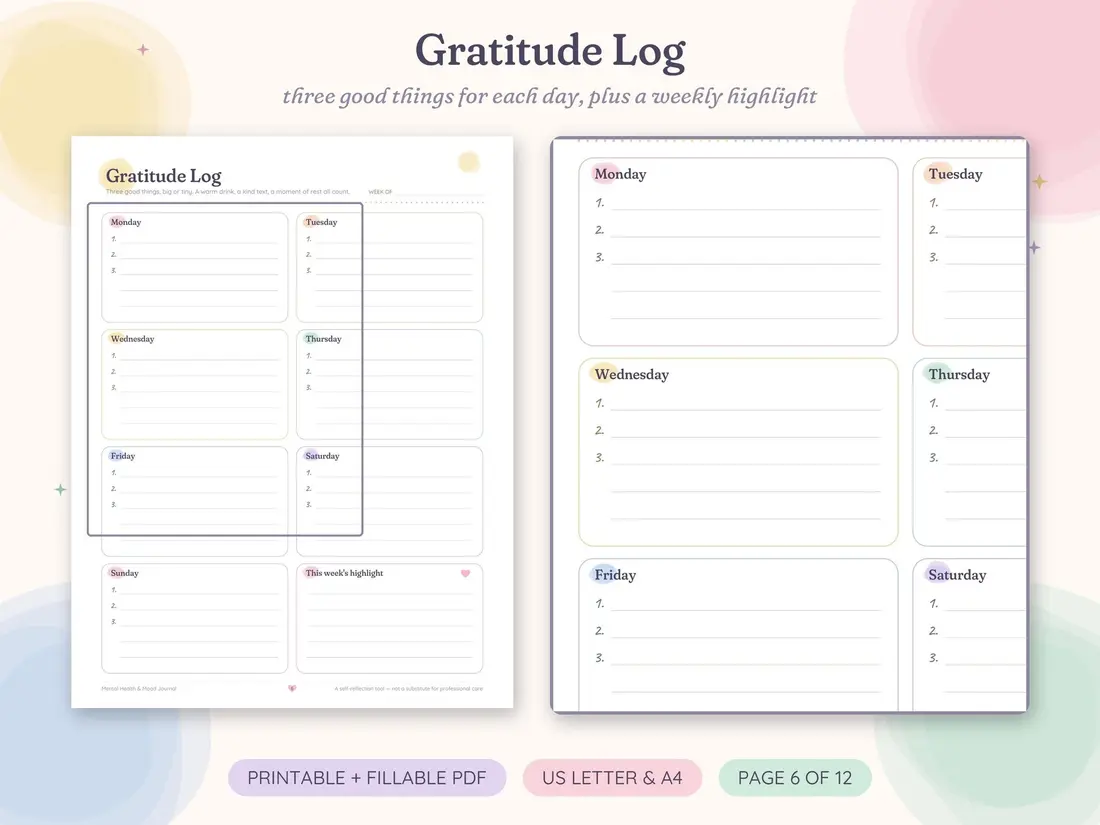 Gratitude Log
three good things for each day, plus a weekly highlight
Gratitude Log
Three good things, big or tiny. A warm drink, a kind text, a moment of rest all count.
WEEK OF
Monday
1.
2.
3.
Tuesday
1.
2.
3.
Wednesday
1.
2.
3.
Thursday
1.
2.
3.
Friday
1.
2.
3.
Saturday
1.
2.
3.
Sunday
1.
2.
3.
This week's highlight
Mental Health & Mood Journal
A self-reflection tool — not a substitute for professional care
Monday
1.
2.
3.
Tuesday
1.
2.
3.
Wednesday
1.
2.
3.
Thursday
1.
2.
3.
Friday
1.
2.
3.
Saturday
1.
2.
3.
PRINTABLE + FILLABLE PDF
US LETTER & A4
PAGE 6 OF 12